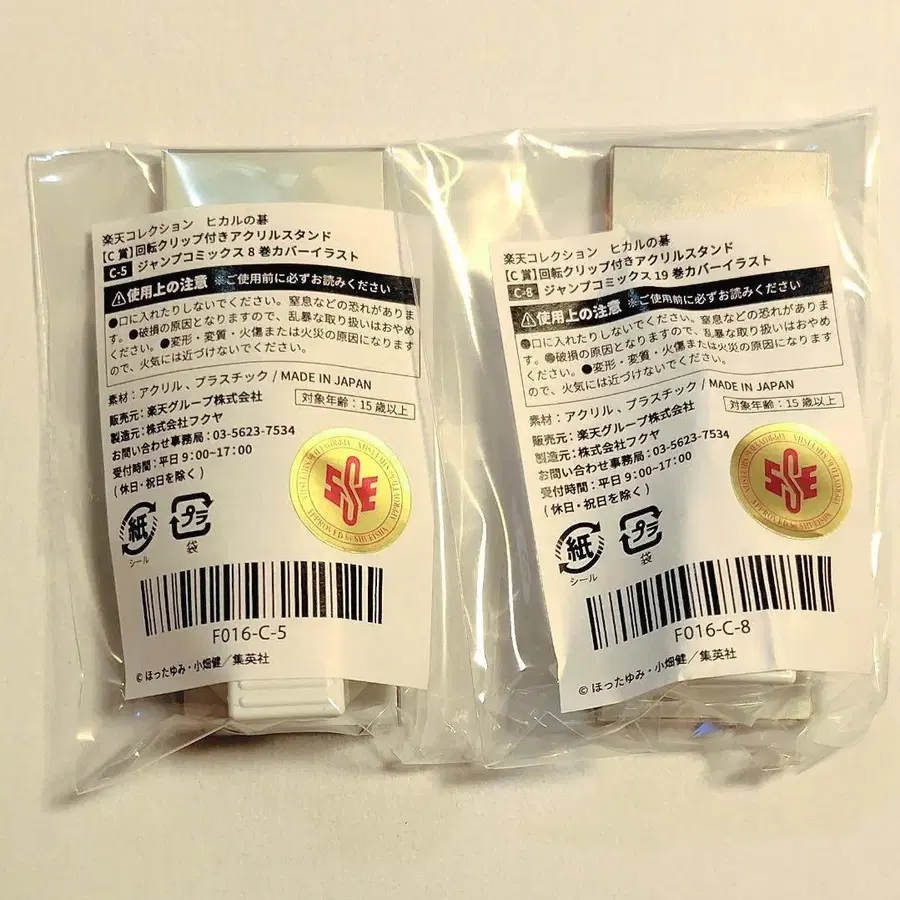 楽天コレクション ヒカルの碁
【C賞】回転クリップ付きアクリルスタンド
C-5 ジャンプコミックス8巻カバーイラスト
⚠使用上の注意 ※ご使用前に必ずお読みください
●口に入れたりしないでください。窒息などの恐れがありま
す。●破損の原因となりますので、乱暴な取り扱いはおやめ
ください。●変形・変質・火傷または火災の原因になります
ので、火気には近づけないでください。
素材:アクリル、プラスチック / MADE IN JAPAN
販売元:楽天グループ株式会社
対象年齢:15歳以上
製造元:株式会社フクヤ
お問い合わせ事務局:03-5623-7534
受付時間:平日9:00~17:00
(休日・祝日を除く)
SSE
APPROVED by SHUEISHA
紙
シール
プラ
袋
F016-C-5
© ほったゆみ・小畑健/集英社
楽天コレクション ヒカルの碁
【C賞】回転クリップ付きアクリルスタンド
C-8 ジャンプコミックス19巻カバーイラスト
⚠使用上の注意 ※ご使用前に必ずお読みください
●口に入れたりしないでください。窒息などの恐れがありま
す。●破損の原因となりますので、乱暴な取り扱いはおやめ
ください。●変形・変質・火傷または火災の原因になります
ので、火気には近づけないでください。
素材:アクリル、プラスチック / MADE IN JAPAN
販売元:楽天グループ株式会社
対象年齢:15歳以上
製造元:株式会社フクヤ
お問い合わせ事務局:03-5623-7534
受付時間:平日9:00~17:00
(休日・祝日を除く)
SSE
紙
シール
プラ
袋
F016-C-8
© ほったゆみ・小畑健/集英社